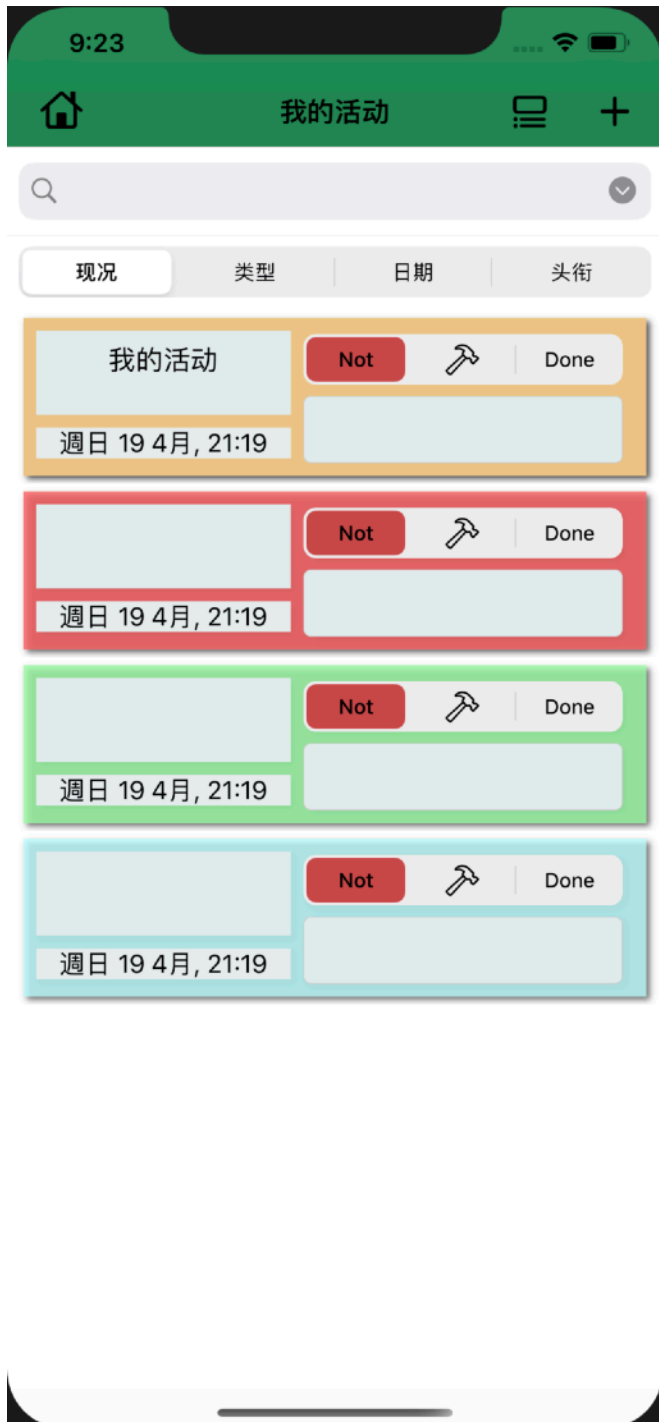 9:23
我的活动
现况 类型 日期 头衔
我的活动 Not Done
週日 19 4月, 21:19
Not Done
週日 19 4月, 21:19
Not Done
週日 19 4月, 21:19
Not Done
週日 19 4月, 21:19